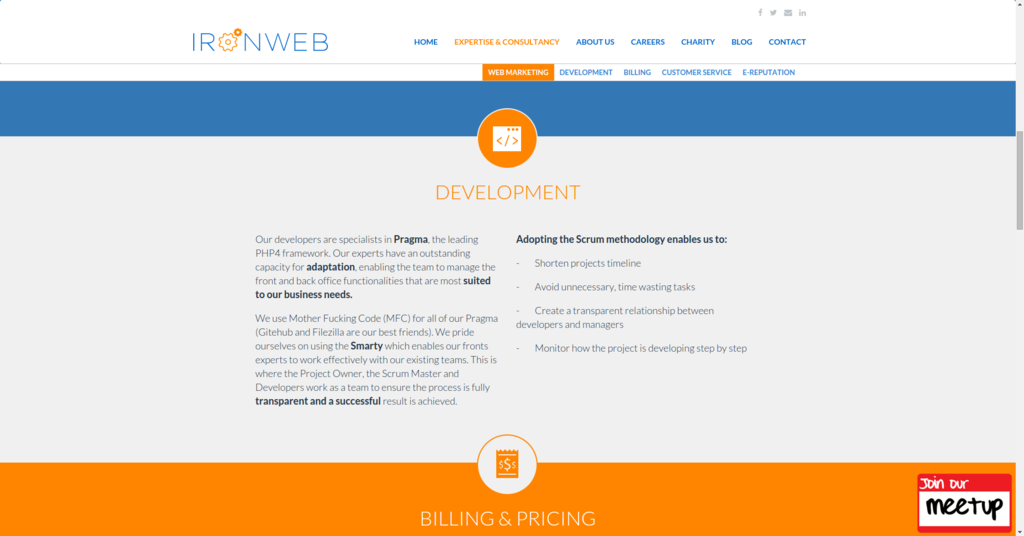 IRONWEB
HOME EXPERTISE & CONSULTANCY ABOUT US CAREERS CHARITY BLOG CONTACT
WEB MARKETING DEVELOPMENT BILLING CUSTOMER SERVICE E-REPUTATION
</>
DEVELOPMENT
Our developers are specialists in Pragma, the leading
PHP4 framework. Our experts have an outstanding
capacity for adaptation, enabling the team to manage the
front and back office functionalities that are most suited
to our business needs.
We use Mother Fucking Code (MFC) for all of our Pragma
(Gitehub and Filezilla are our best friends). We pride
ourselves on using the Smarty which enables our fronts
experts to work effectively with our existing teams. This is
where the Project Owner, the Scrum Master and
Developers work as a team to ensure the process is fully
transparent and a successful result is achieved.
Adopting the Scrum methodology enables us to:
- Shorten projects timeline
- Avoid unnecessary, time wasting tasks
- Create a transparent relationship between
developers and managers
- Monitor how the project is developing step by step
$$$
BILLING & PRICING
Join our
meetup